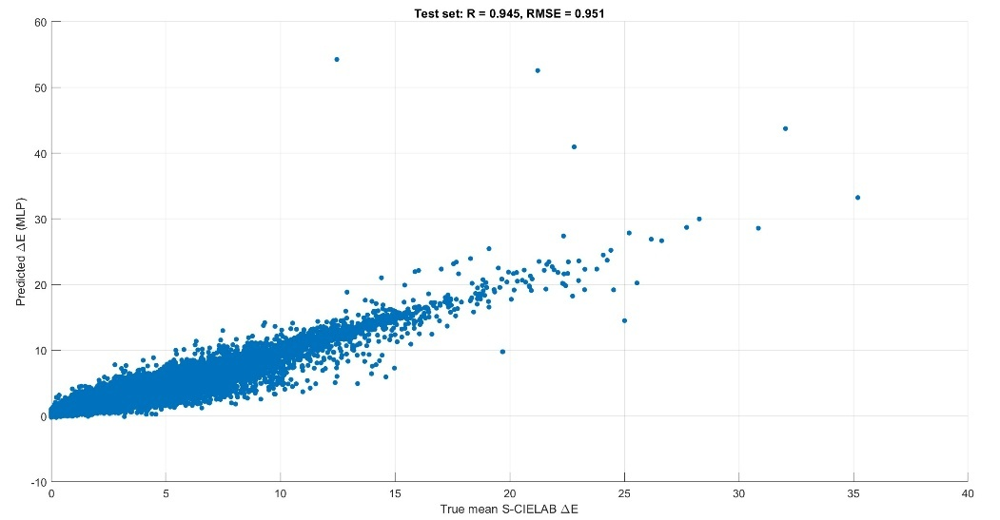 Test set: R = 0.945, RMSE = 0.951
60
50
40
30
20
10
0
-10
Predicted ΔE (MLP)
0 5 10 15 20 25 30 35 40
True mean S-CIELAB ΔE